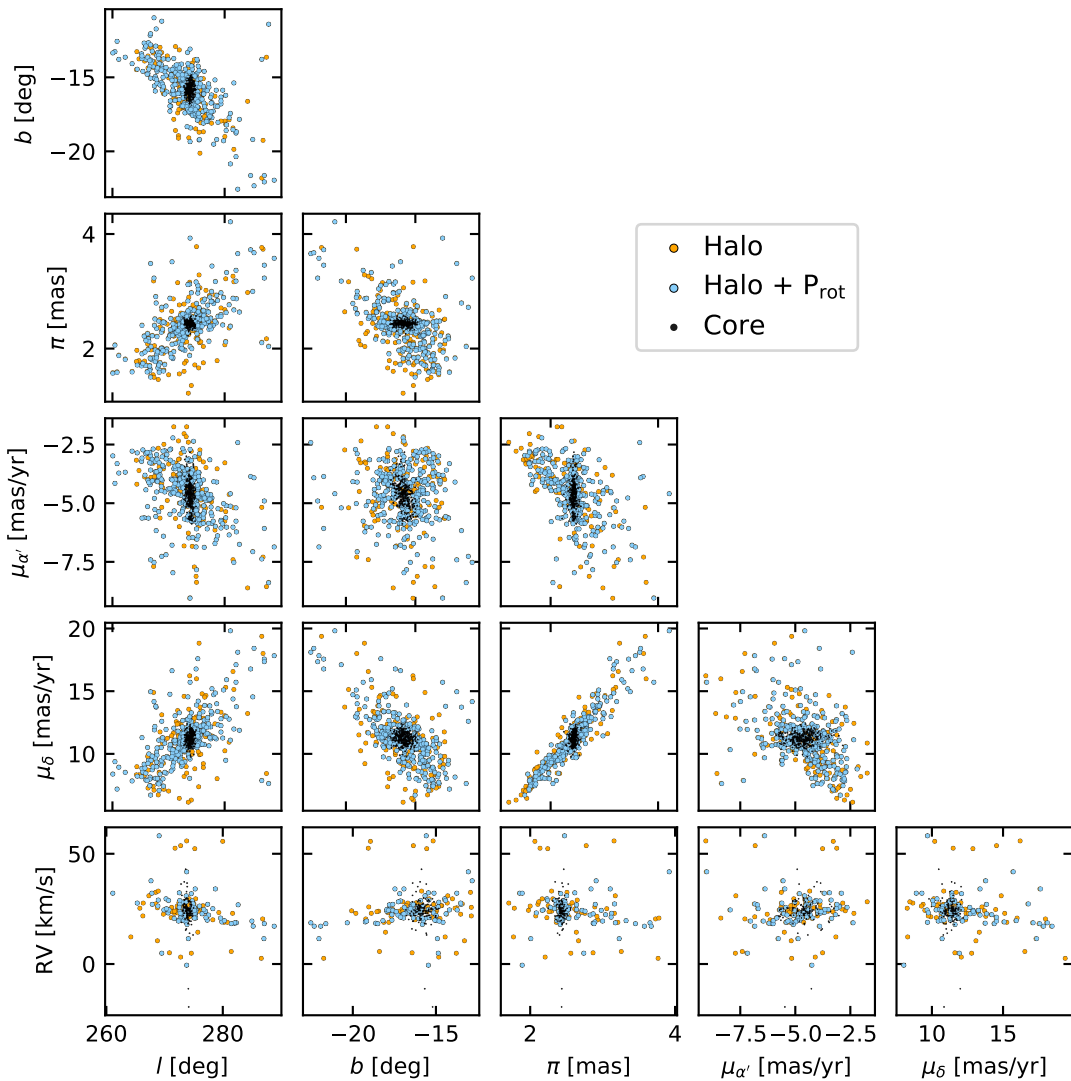 −15
−20
b [deg]
4
2
π [mas]
Halo
Halo + P_rot
Core
−2.5
−5.0
−7.5
μ_α′ [mas/yr]
20
15
10
μ_δ [mas/yr]
50
0
RV [km/s]
260 280
−20 −15
2 4
−7.5 −5.0 −2.5
10 15
l [deg]
b [deg]
π [mas]
μ_α′ [mas/yr]
μ_δ [mas/yr]